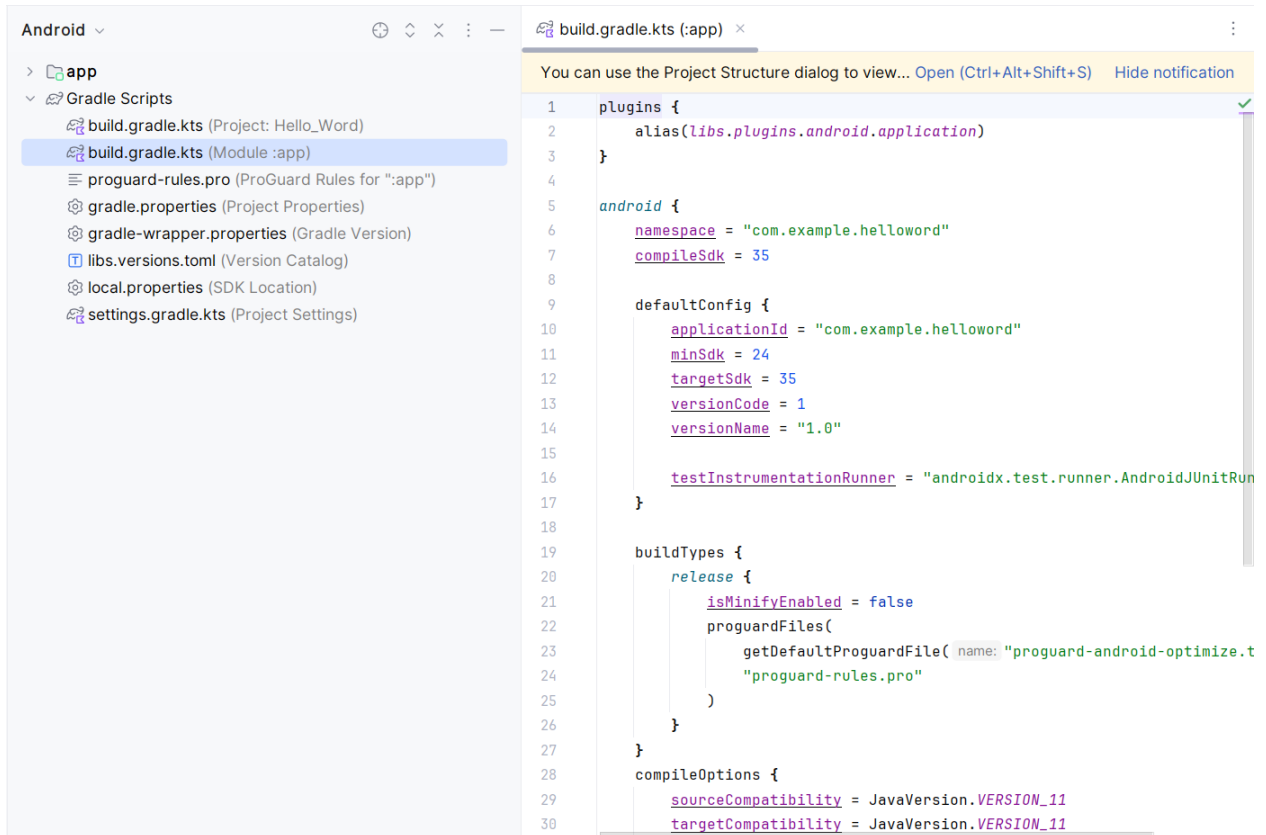 Android
app
Gradle Scripts
build.gradle.kts (Project: Hello_Word)
build.gradle.kts (Module :app)
proguard-rules.pro (ProGuard Rules for ":app")
gradle.properties (Project Properties)
gradle-wrapper.properties (Gradle Version)
libs.versions.toml (Version Catalog)
local.properties (SDK Location)
settings.gradle.kts (Project Settings)
build.gradle.kts (:app)
You can use the Project Structure dialog to view... Open (Ctrl+Alt+Shift+S) Hide notification
1 plugins {
2 alias(libs.plugins.android.application)
3 }
4
5 android {
6 namespace = "com.example.helloword"
7 compileSdk = 35
8
9 defaultConfig {
10 applicationId = "com.example.helloword"
11 minSdk = 24
12 targetSdk = 35
13 versionCode = 1
14 versionName = "1.0"
15
16 testInstrumentationRunner = "androidx.test.runner.AndroidJUnitRun
17 }
18
19 buildTypes {
20 release {
21 isMinifyEnabled = false
22 proguardFiles(
23 getDefaultProguardFile( name: "proguard-android-optimize.t
24 "proguard-rules.pro"
25 )
26 }
27 }
28 compileOptions {
29 sourceCompatibility = JavaVersion.VERSION_11
30 targetCompatibility = JavaVersion.VERSION_11